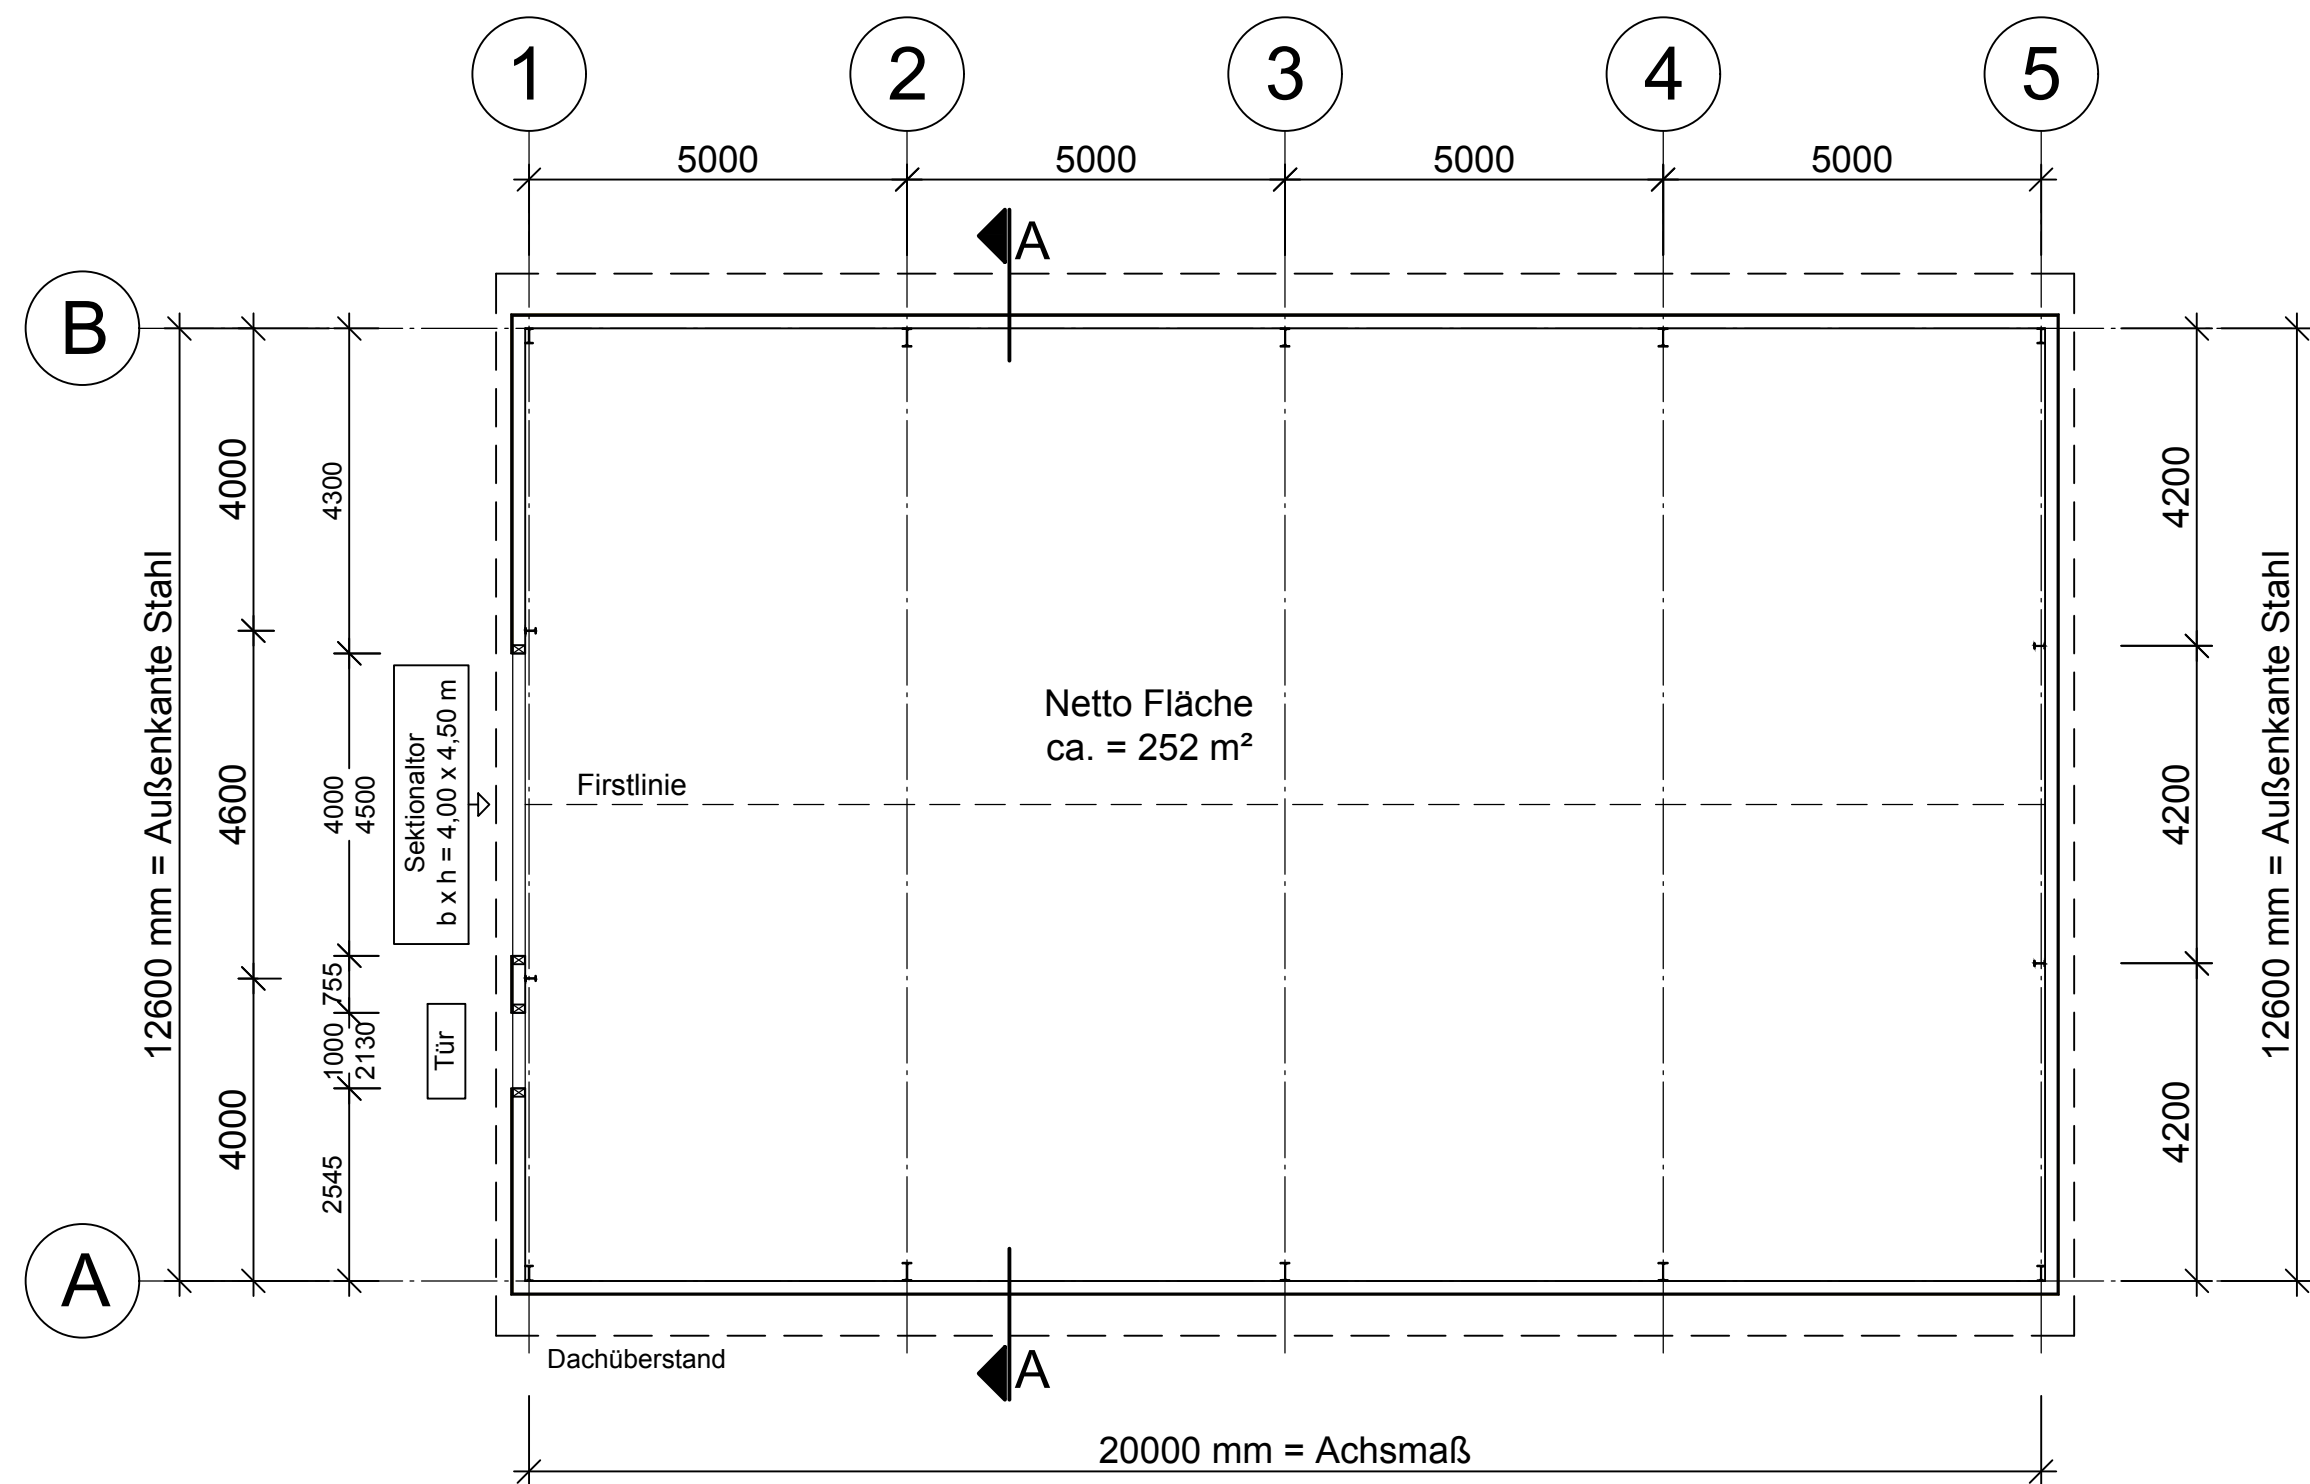 1
2
3
4
5
5000
5000
5000
5000
A
B
4000
4300
4200
12600 mm = Außenkante Stahl
4600
4000
4500
Sektionaltor
b x h = 4,00 x 4,50 m
Netto Fläche
ca. = 252 m²
Firstlinie
4200
12600 mm = Außenkante Stahl
755
1000
2130
Tür
4000
2545
4200
A
Dachüberstand
A
20000 mm = Achsmaß